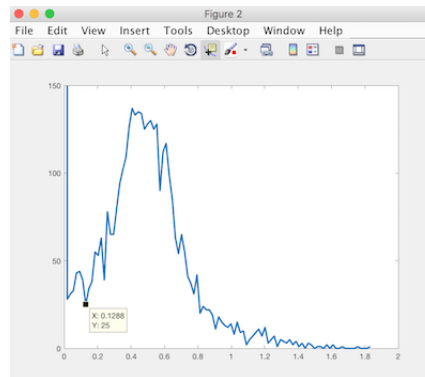 Figure 2
File Edit View Insert Tools Desktop Window Help
150
100
50
0
X: 0.1288
Y: 25
0 0.2 0.4 0.6 0.8 1 1.2 1.4 1.6 1.8 2